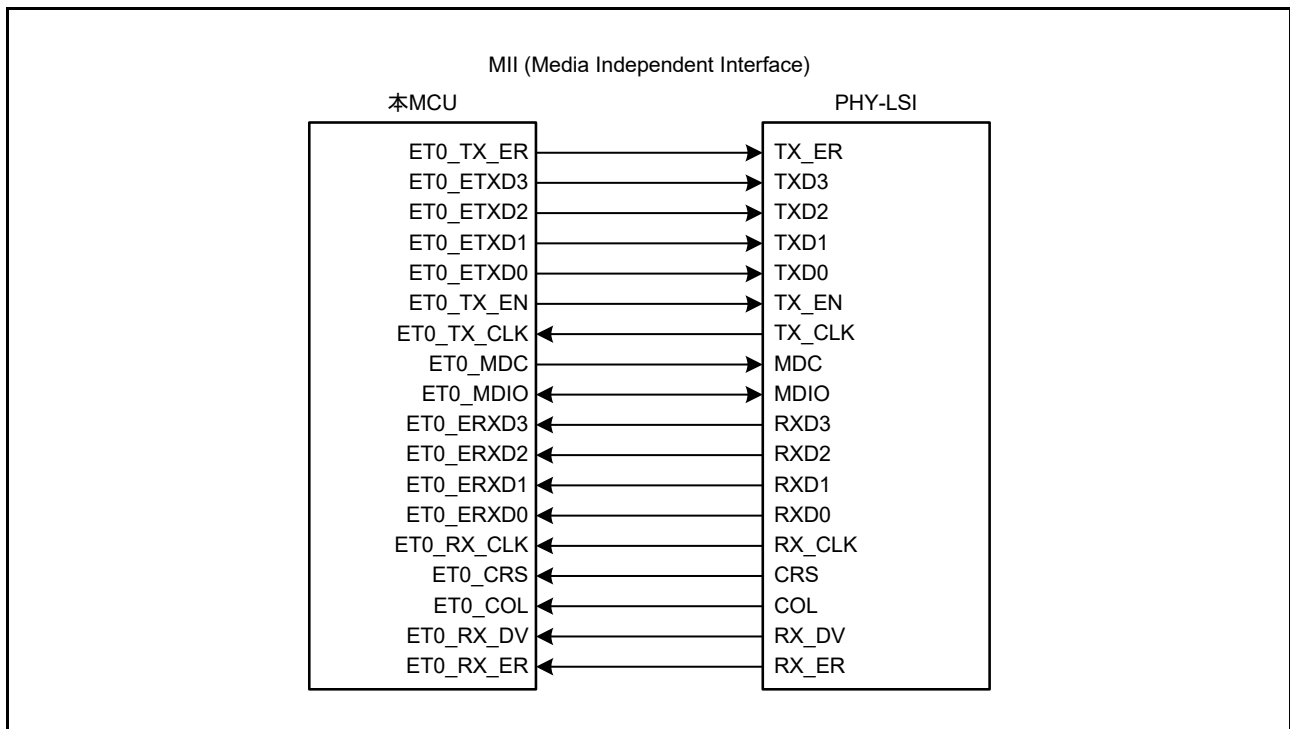 MII (Media Independent Interface)
本MCU PHY-LSI
ET0_TX_ER TX_ER
ET0_ETXD3 TXD3
ET0_ETXD2 TXD2
ET0_ETXD1 TXD1
ET0_ETXD0 TXD0
ET0_TX_EN TX_EN
ET0_TX_CLK TX_CLK
ET0_MDC MDC
ET0_MDIO MDIO
ET0_ERXD3 RXD3
ET0_ERXD2 RXD2
ET0_ERXD1 RXD1
ET0_ERXD0 RXD0
ET0_RX_CLK RX_CLK
ET0_CRS CRS
ET0_COL COL
ET0_RX_DV RX_DV
ET0_RX_ER RX_ER